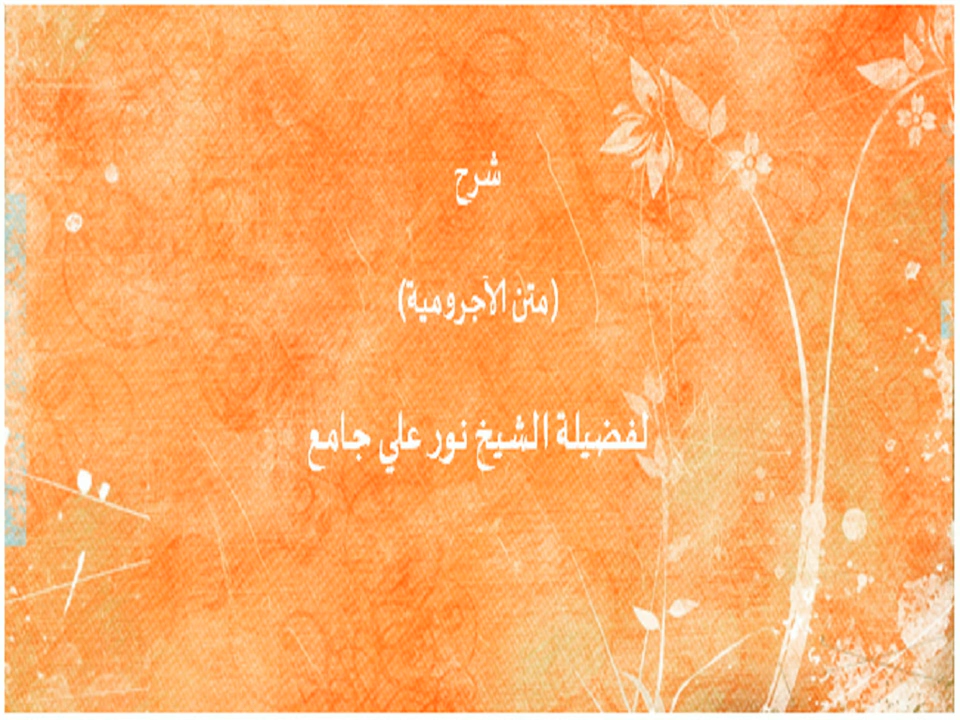 شرح
(متن الآجرومية)
لفضيلة الشيخ نور علي جامع